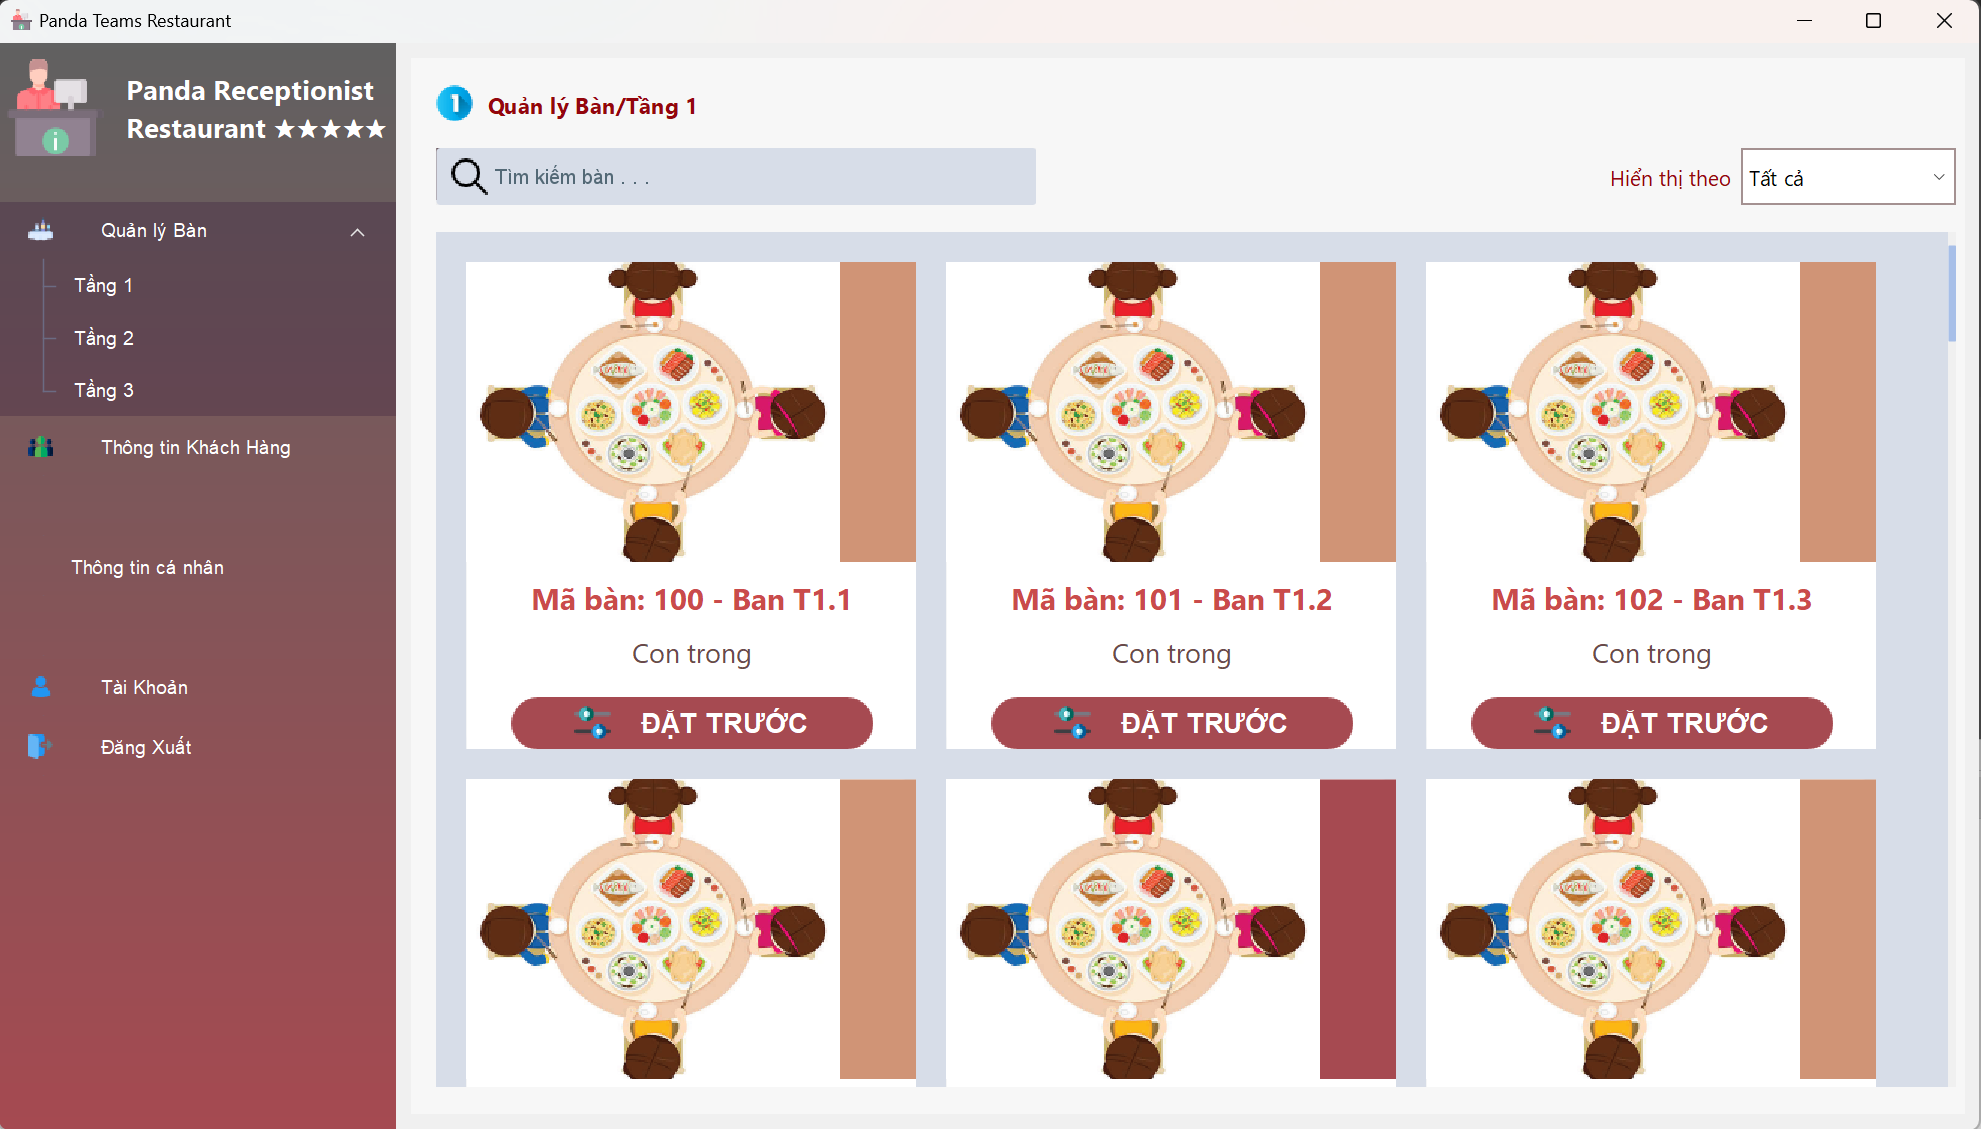 Panda Teams Restaurant
Panda Receptionist
Restaurant ★★★★★
Quản lý Bàn
Tầng 1
Tầng 2
Tầng 3
Thông tin Khách Hàng
Thông tin cá nhân
Tài Khoản
Đăng Xuất
1 Quản lý Bàn/Tầng 1
Tìm kiếm bàn . . .
Hiển thị theo Tất cả
Mã bàn: 100 - Ban T1.1
Con trong
ĐẶT TRƯỚC
Mã bàn: 101 - Ban T1.2
Con trong
ĐẶT TRƯỚC
Mã bàn: 102 - Ban T1.3
Con trong
ĐẶT TRƯỚC